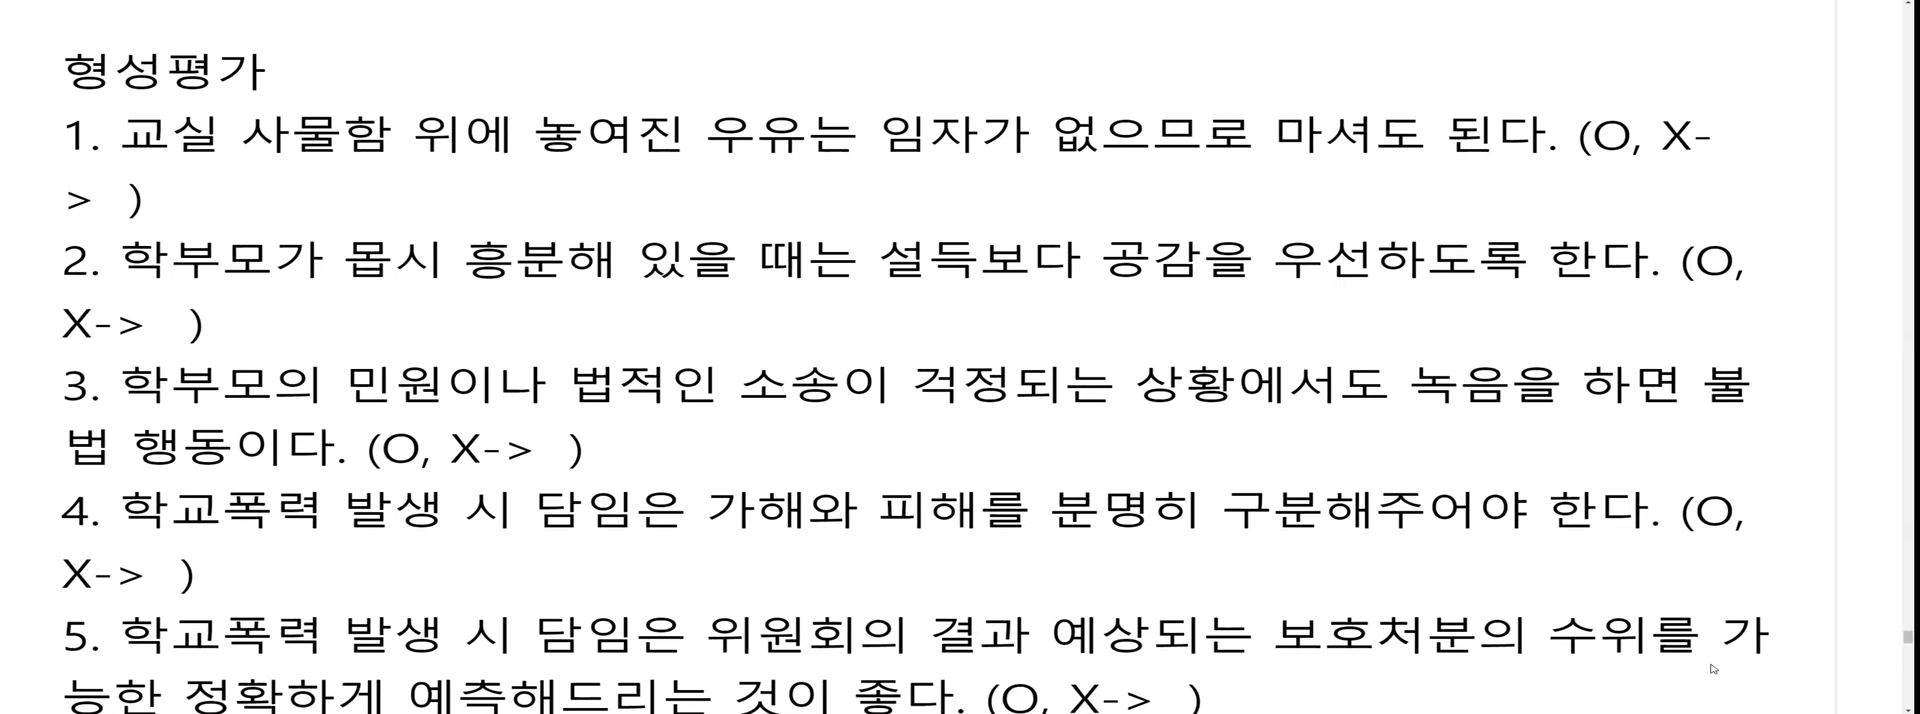 형성평가
1. 교실 사물함 위에 놓여진 우유는 임자가 없으므로 마셔도 된다. (O, X-
>   )
2. 학부모가 몹시 흥분해 있을 때는 설득보다 공감을 우선하도록 한다. (O,
X->   )
3. 학부모의 민원이나 법적인 소송이 걱정되는 상황에서도 녹음을 하면 불
법 행동이다. (O, X->   )
4. 학교폭력 발생 시 담임은 가해와 피해를 분명히 구분해주어야 한다. (O,
X->   )
5. 학교폭력 발생 시 담임은 위원회의 결과 예상되는 보호처분의 수위를 가
능한 정확하게 예측해드리는 것이 좋다. (O, X->   )